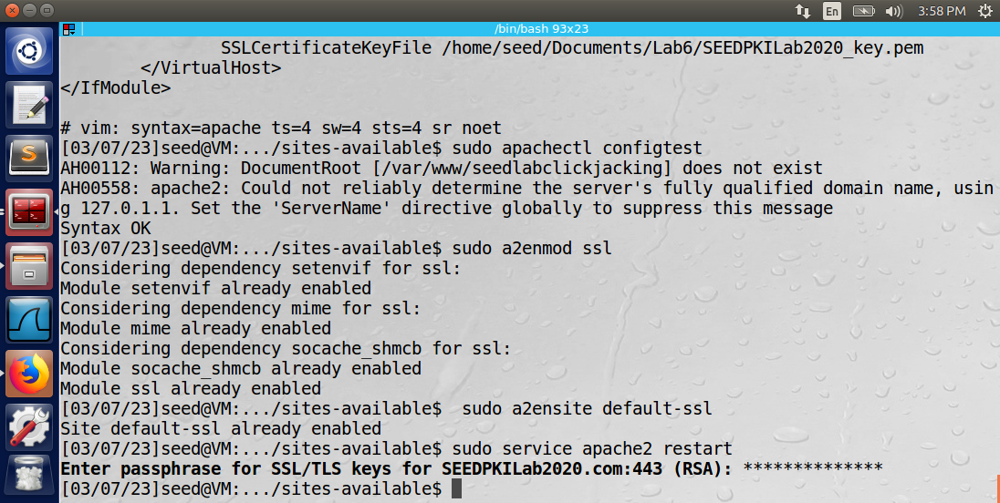 En
3:58 PM
/bin/bash 93x23
SSLCertificateKeyFile /home/seed/Documents/Lab6/SEEDPKILab2020_key.pem
</VirtualHost>
</IfModule>
# vim: syntax=apache ts=4 sw=4 sts=4 sr noet
[03/07/23]seed@VM:.../sites-available$ sudo apachectl configtest
AH00112: Warning: DocumentRoot [/var/www/seedlabclickjacking] does not exist
AH00558: apache2: Could not reliably determine the server's fully qualified domain name, usin
g 127.0.1.1. Set the 'ServerName' directive globally to suppress this message
Syntax OK
[03/07/23]seed@VM:.../sites-available$ sudo a2enmod ssl
Considering dependency setenvif for ssl:
Module setenvif already enabled
Considering dependency mime for ssl:
Module mime already enabled
Considering dependency socache_shmcb for ssl:
Module socache_shmcb already enabled
Module ssl already enabled
[03/07/23]seed@VM:.../sites-available$  sudo a2ensite default-ssl
Site default-ssl already enabled
[03/07/23]seed@VM:.../sites-available$ sudo service apache2 restart
Enter passphrase for SSL/TLS keys for SEEDPKILab2020.com:443 (RSA): **************
[03/07/23]seed@VM:.../sites-available$